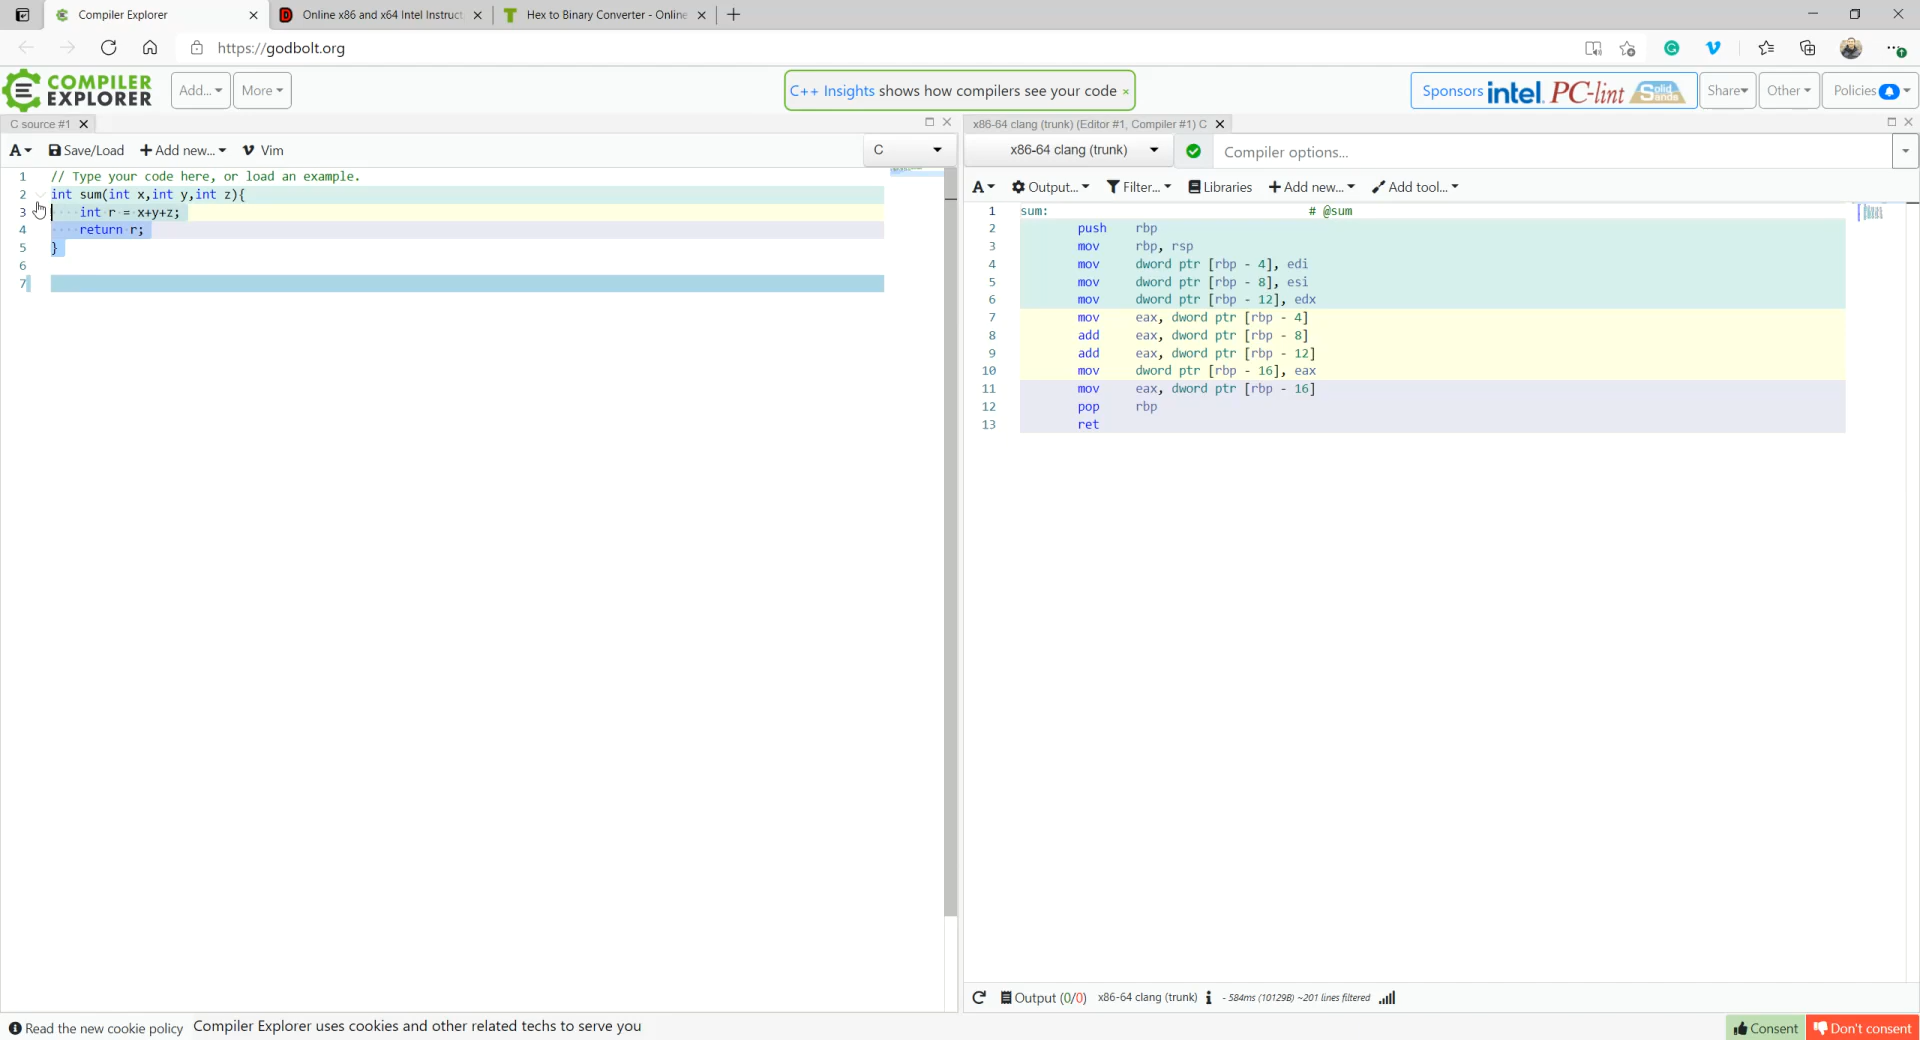 Compiler Explorer
Online x86 and x64 Intel Instruct
Hex to Binary Converter - Online
https://godbolt.org
COMPILER EXPLORER
Add...
More
C++ Insights shows how compilers see your code ×
Sponsors intel. PC-lint Solid Sands
Share
Other
Policies
C source #1
A
Save/Load
+ Add new...
Vim
C
1 // Type your code here, or load an example.
2 int sum(int x,int y,int z){
3 ····int·r·=·x+y+z;
4 ····return·r;
5 }
6
7
x86-64 clang (trunk) (Editor #1, Compiler #1) C
x86-64 clang (trunk)
Compiler options...
A
Output...
Filter...
Libraries
+ Add new...
Add tool...
1 sum: # @sum
2 push rbp
3 mov rbp, rsp
4 mov dword ptr [rbp - 4], edi
5 mov dword ptr [rbp - 8], esi
6 mov dword ptr [rbp - 12], edx
7 mov eax, dword ptr [rbp - 4]
8 add eax, dword ptr [rbp - 8]
9 add eax, dword ptr [rbp - 12]
10 mov dword ptr [rbp - 16], eax
11 mov eax, dword ptr [rbp - 16]
12 pop rbp
13 ret
Output (0/0) x86-64 clang (trunk) i - 584ms (10129B) ~201 lines filtered
Read the new cookie policy Compiler Explorer uses cookies and other related techs to serve you
Consent
Don't consent